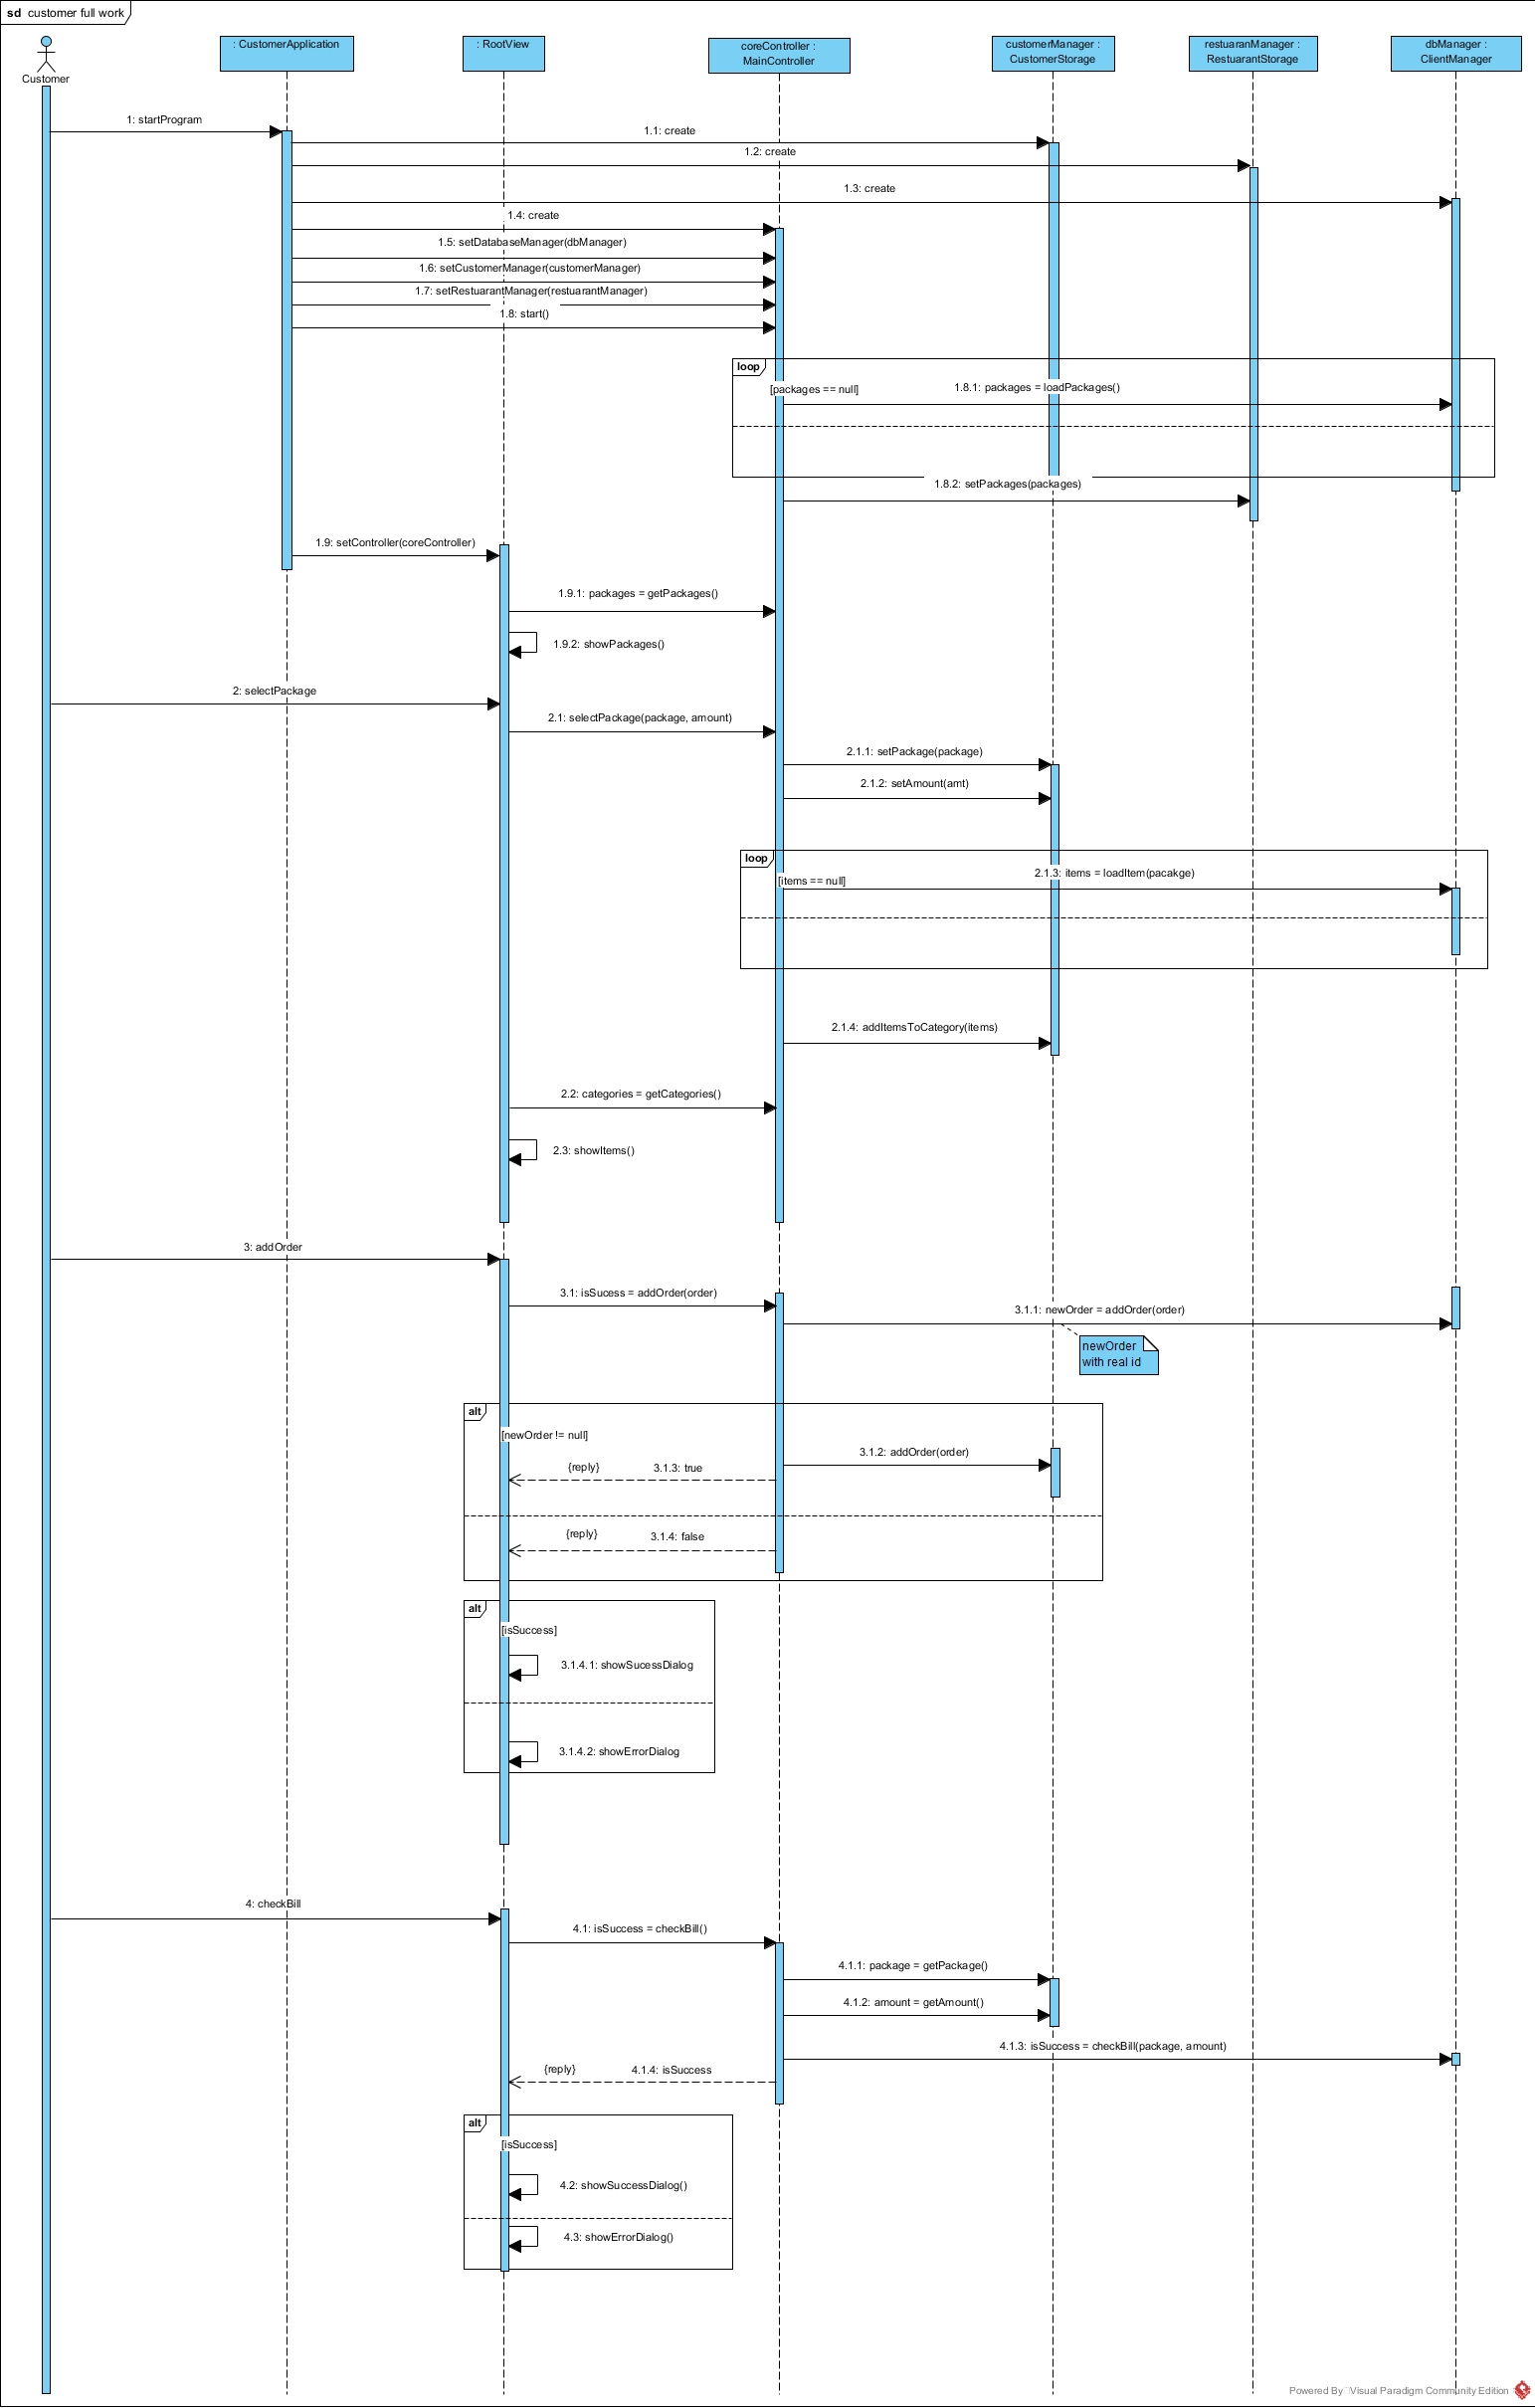 sd customer full work
Customer
: CustomerApplication
: RootView
coreController :
MainController
customerManager :
CustomerStorage
restuaranManager :
RestuarantStorage
dbManager :
ClientManager
1: startProgram
1.1: create
1.2: create
1.3: create
1.4: create
1.5: setDatabaseManager(dbManager)
1.6: setCustomerManager(customerManager)
1.7: setRestuarantManager(restuarantManager)
1.8: start()
loop
[packages == null]
1.8.1: packages = loadPackages()
1.8.2: setPackages(packages)
1.9: setController(coreController)
1.9.1: packages = getPackages()
1.9.2: showPackages()
2: selectPackage
2.1: selectPackage(package, amount)
2.1.1: setPackage(package)
2.1.2: setAmount(amt)
loop
[items == null]
2.1.3: items = loadItem(pacakge)
2.1.4: addItemsToCategory(items)
2.2: categories = getCategories()
2.3: showItems()
3: addOrder
3.1: isSucess = addOrder(order)
3.1.1: newOrder = addOrder(order)
newOrder
with real id
alt
[newOrder != null]
3.1.2: addOrder(order)
{reply}
3.1.3: true
{reply}
3.1.4: false
alt
[isSuccess]
3.1.4.1: showSucessDialog
3.1.4.2: showErrorDialog
4: checkBill
4.1: isSuccess = checkBill()
4.1.1: package = getPackage()
4.1.2: amount = getAmount()
4.1.3: isSuccess = checkBill(package, amount)
{reply}
4.1.4: isSuccess
alt
[isSuccess]
4.2: showSuccessDialog()
4.3: showErrorDialog()
Powered By Visual Paradigm Community Edition